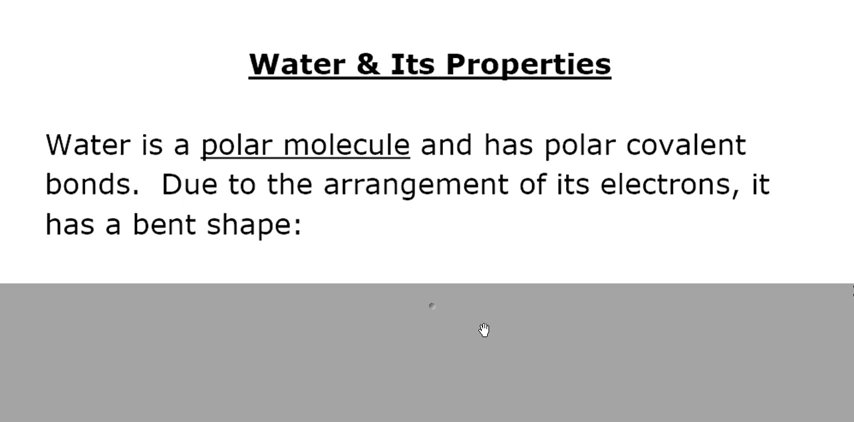 Water & Its Properties
Water is a polar molecule and has polar covalent
bonds.  Due to the arrangement of its electrons, it
has a bent shape: